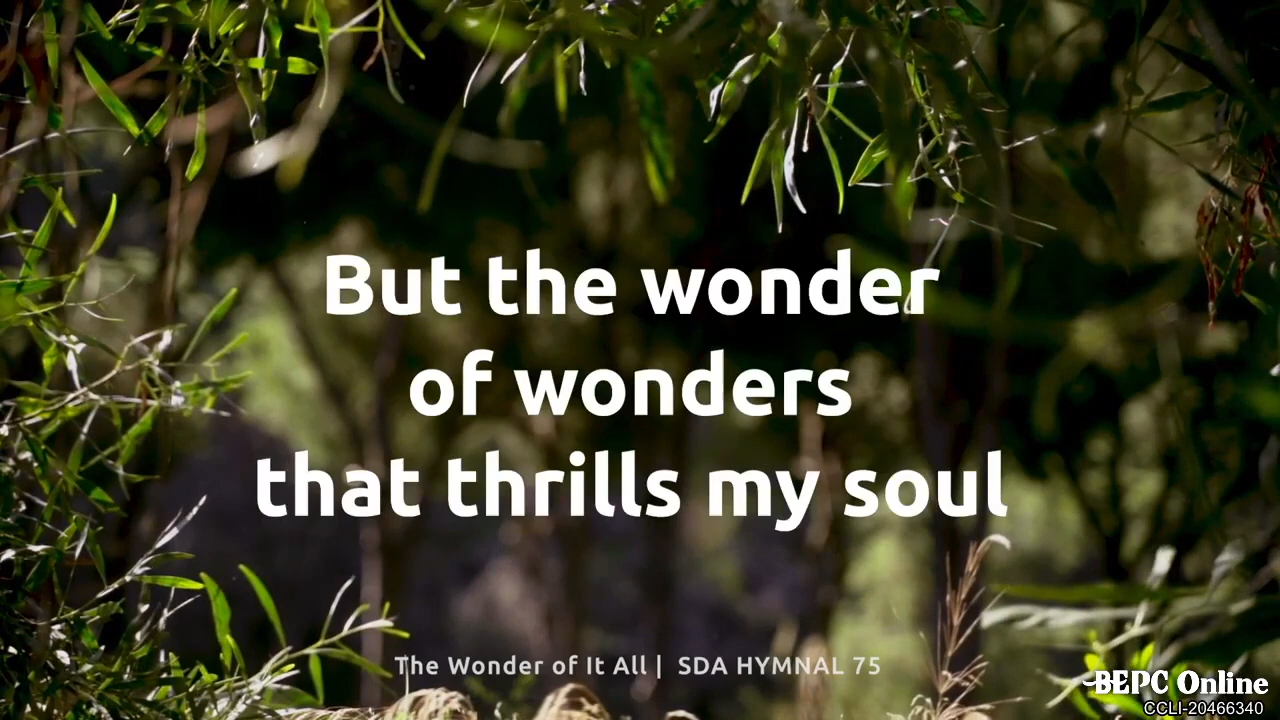 But the wonder
of wonders
that thrills my soul
The Wonder of It All | SDA HYMNAL 75
BEPC Online
CCLI-20466340